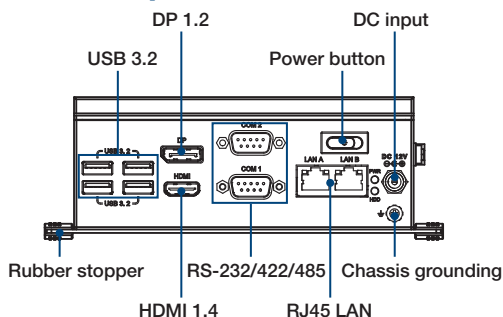 DP 1.2
DC input
USB 3.2
Power button
COM 2
DP
USB 3. 2
LAN A
LAN B
DC 12V
PWR
HDMI
COM 1
HDD
USB 3. 2
Rubber stopper
RS-232/422/485
Chassis grounding
HDMI 1.4
RJ45 LAN